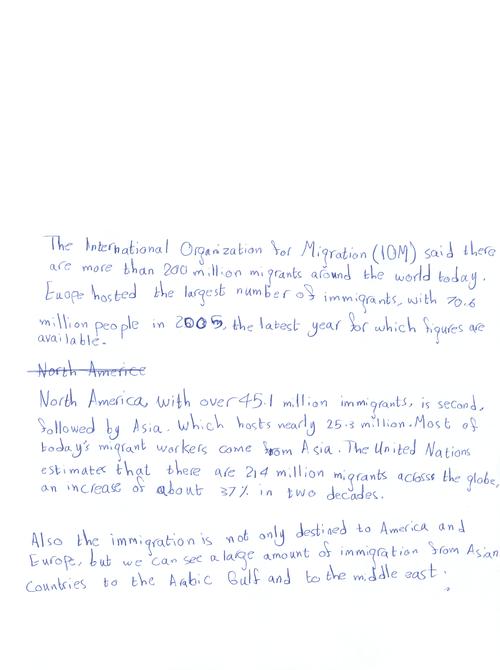 The International Organization for Migration (IOM) said there
are more than 200 million migrants around the world today.
Euope hosted the largest number of immigrants, with 70.6
million people in 2005, the latest year for which figures are
available.
North America
North America, with over 45.1 million immigrants, is second,
followed by Asia. Which hosts nearly 25.3 million. Most of
today's migrant workers come from Asia. The United Nations
estimates that there are 214 million migrants across the globe,
an increase of about 37% in two decades.
Also the immigration is not only destined to America and
Europe, but we can see a large amount of immigration from Asian
Countries to the Arabic Gulf and to the middle east.